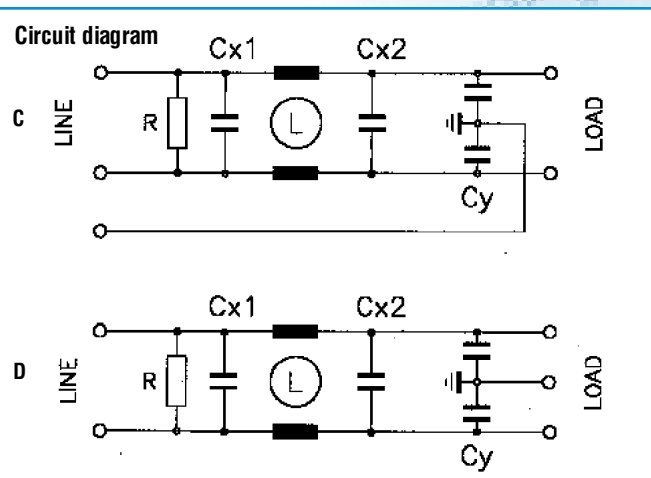 Circuit diagram
Cx1 Cx2
C LINE R L LOAD
Cy
Cx1 Cx2
D LINE R L LOAD
Cy